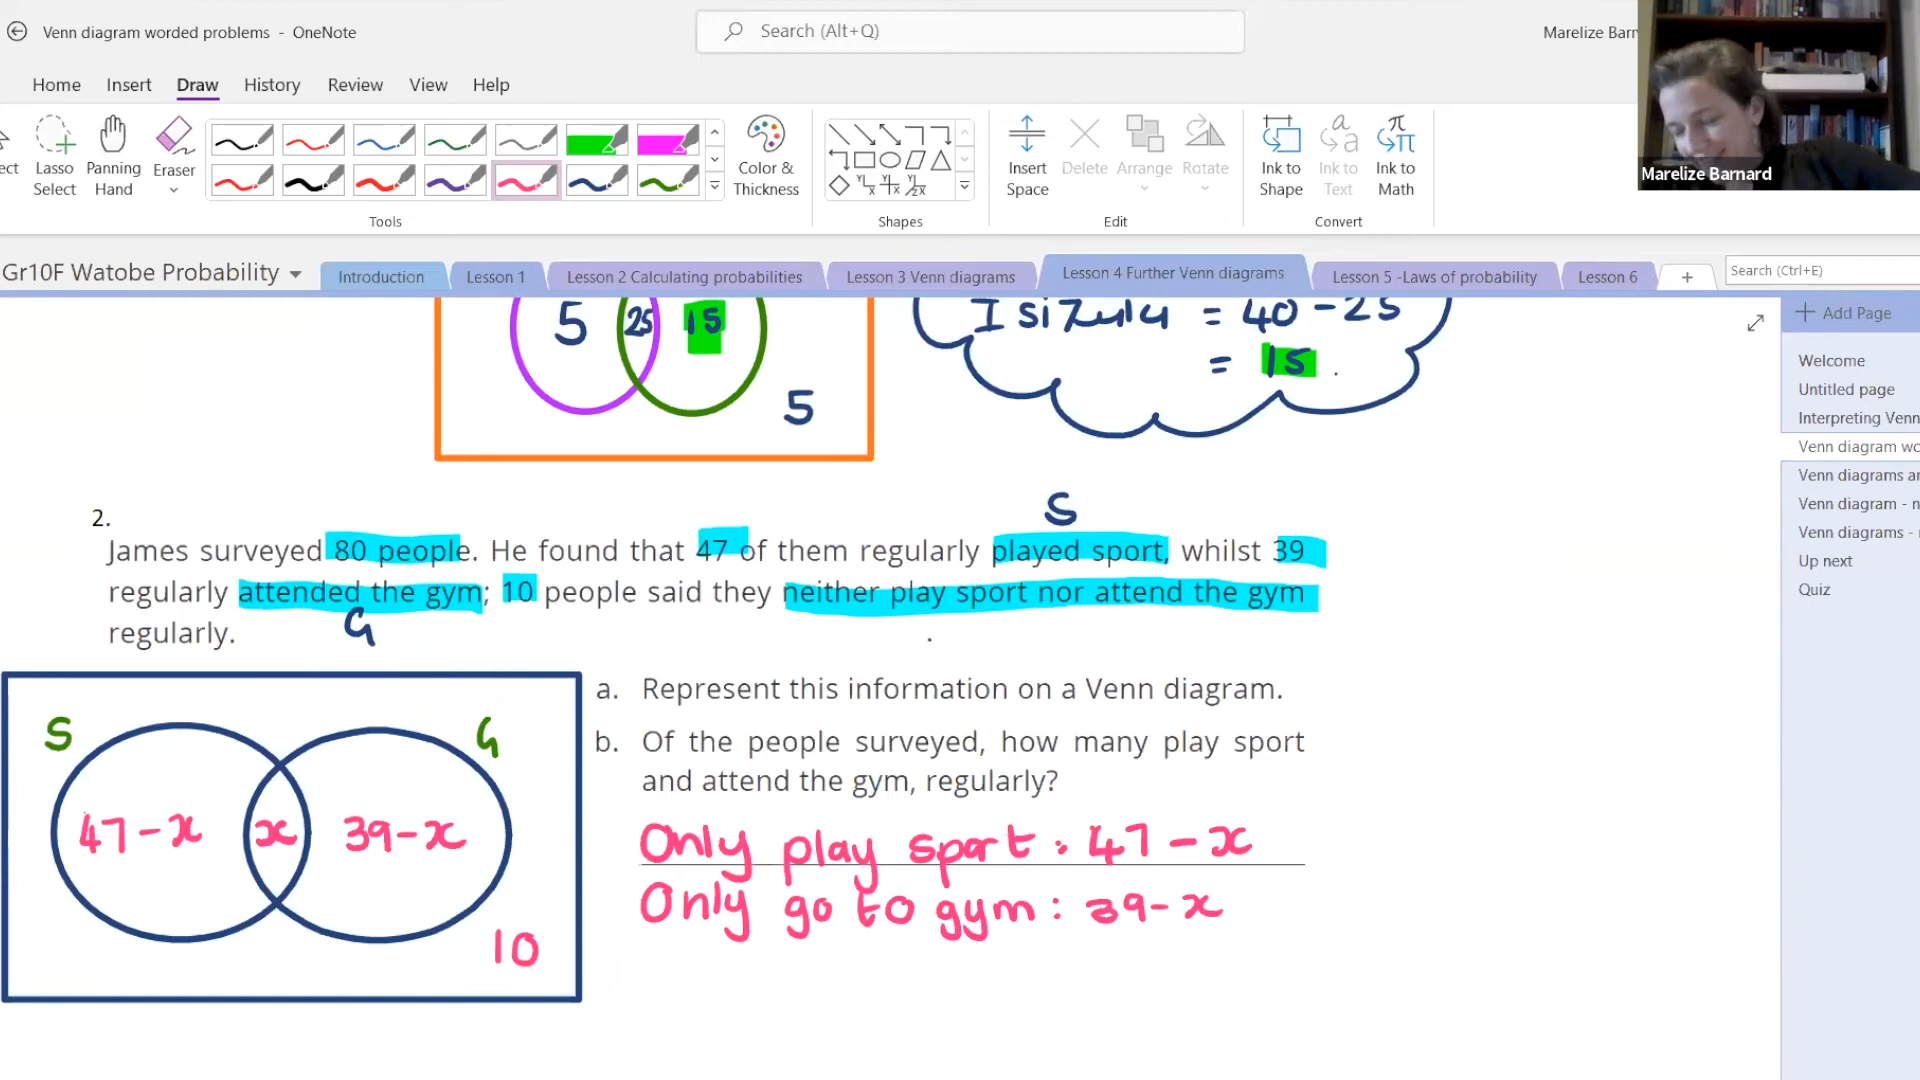 Venn diagram worded problems - OneNote
Search (Alt+Q)
Marelize Barn
Home Insert Draw History Review View Help
Lasso Select
Panning Hand
Eraser
Color & Thickness
Insert Space
Delete
Arrange
Rotate
Ink to Shape
Ink to Text
Ink to Math
Marelize Barnard
Tools
Shapes
Edit
Convert
Gr10F Watobe Probability
Introduction
Lesson 1
Lesson 2 Calculating probabilities
Lesson 3 Venn diagrams
Lesson 4 Further Venn diagrams
Lesson 5 -Laws of probability
Lesson 6
+
Search (Ctrl+E)
Add Page
Welcome
Untitled page
Interpreting Venn
Venn diagram wo
Venn diagrams a
Venn diagram - n
Venn diagrams -
Up next
Quiz
5 25 15
5
Isizulu = 40 - 25
= 15
S
2.
James surveyed 80 people. He found that 47 of them regularly played sport, whilst 39
regularly attended the gym; 10 people said they neither play sport nor attend the gym
regularly.
G
S G
47-x x 39-x
10
a. Represent this information on a Venn diagram.
b. Of the people surveyed, how many play sport
and attend the gym, regularly?
Only play sport : 47 - x
Only go to gym : 39 - x